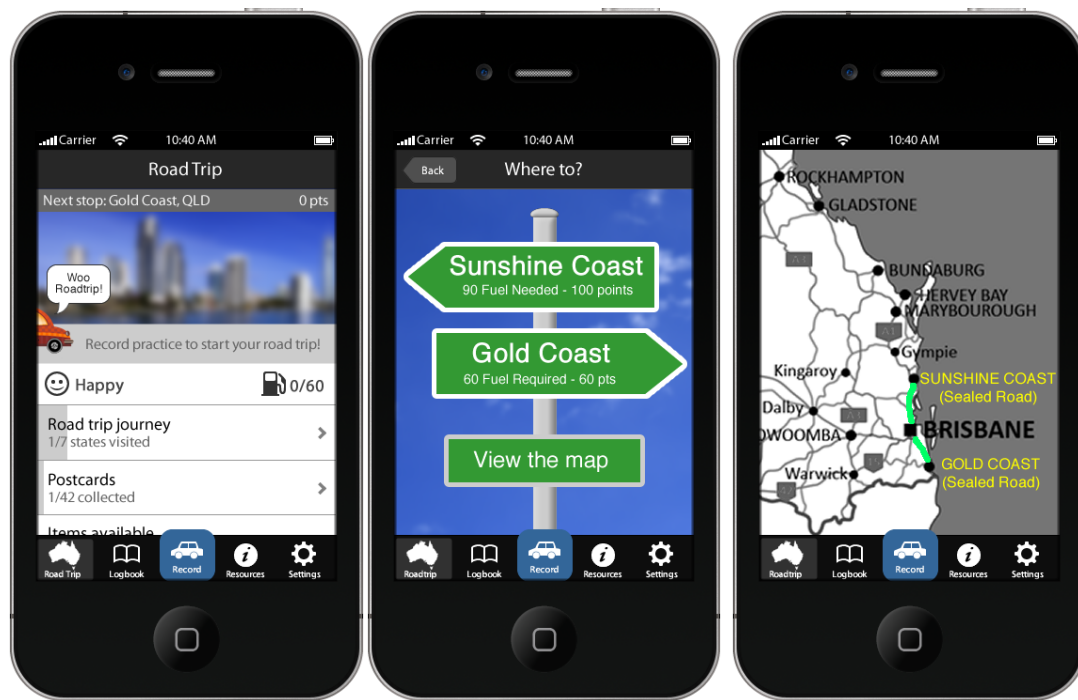 Carrier 10:40 AM
Road Trip
Next stop: Gold Coast, QLD 0 pts
Woo
Roadtrip!
Record practice to start your road trip!
Happy 0/60
Road trip journey
1/7 states visited
Postcards
1/42 collected
Items available
Road Trip Logbook Record Resources Settings
Carrier 10:40 AM
Back Where to?
Sunshine Coast
90 Fuel Needed - 100 points
Gold Coast
60 Fuel Required - 60 pts
View the map
Roadtrip Logbook Record Resources Settings
Carrier 10:40 AM
ROCKHAMPTON
GLADSTONE
A3
BUNDABURG
HERVEY BAY
MARYBOUROUGH
A1
Gympie
Kingaroy
SUNSHINE COAST
(Sealed Road)
Dalby
OWOOMBA
BRISBANE
GOLD COAST
(Sealed Road)
Warwick
15
Roadtrip Logbook Record Resources Settings